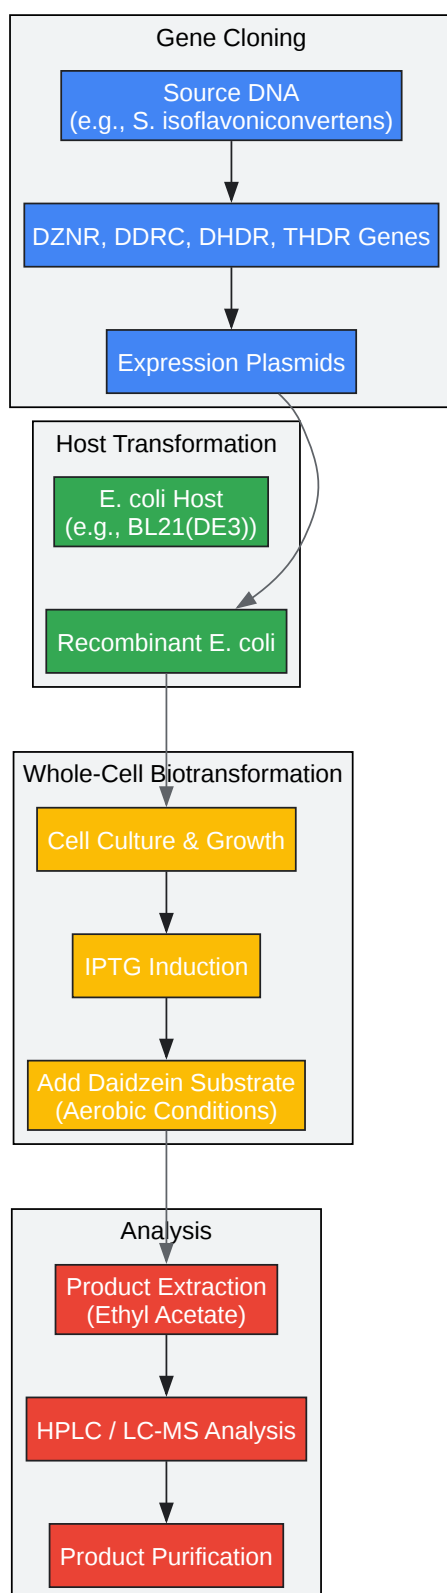 Gene Cloning
Source DNA
(e.g., S. isoflavoniconvertens)
DZNR, DDRC, DHDR, THDR Genes
Expression Plasmids
Host Transformation
E. coli Host
(e.g., BL21(DE3))
Recombinant E. coli
Whole-Cell Biotransformation
Cell Culture & Growth
IPTG Induction
Add Daidzein Substrate
(Aerobic Conditions)
Analysis
Product Extraction
(Ethyl Acetate)
HPLC / LC-MS Analysis
Product Purification